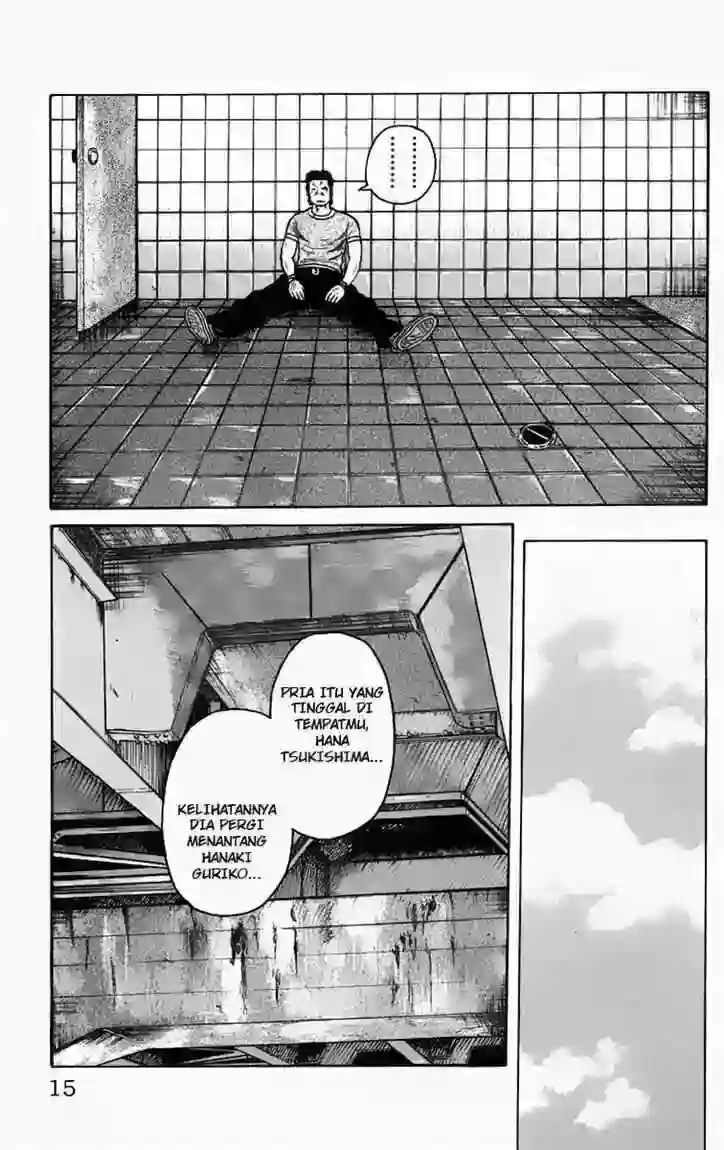 PRIA ITU YANG
TINGGAL DI
TEMPATMU,
HANA
TSUKISHIMA...
KELIHATANNYA
DIA PERGI
MENANTANG
HANAKI
GURIKO...
15